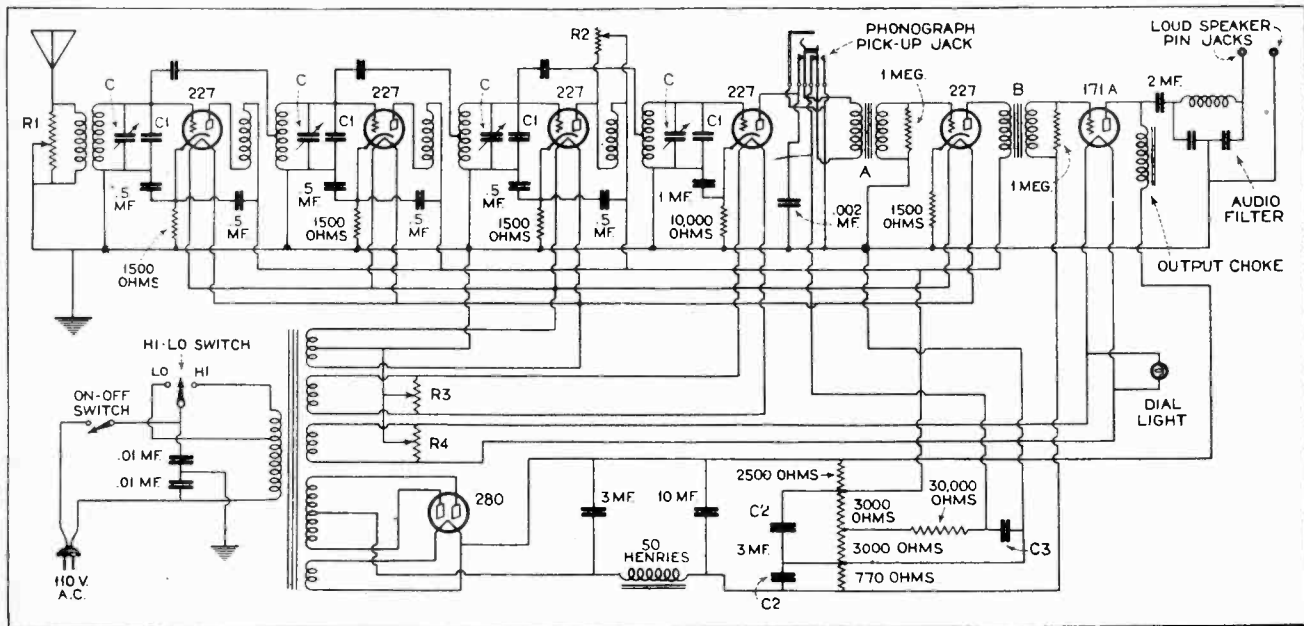 LOUD SPEAKER
PIN JACKS
PHONOGRAPH
PICK-UP JACK
R2
1 MEG.
2 MF.
C
C
C
C
227
227
227
227
227
B
171 A
R1
C1
C1
C1
C1
A
.5
MF.
.5
MF.
.5
MF.
.5
MF.
.5
MF.
.5
MF.
1 MF.
.002
MF.
1 MEG.
AUDIO
FILTER
1500
OHMS
1500
OHMS
1500
OHMS
10,000
OHMS
1500
OHMS
OUTPUT CHOKE
HI-LO SWITCH
LO
HI
ON-OFF
SWITCH
R3
R4
DIAL
LIGHT
.01 MF.
.01 MF.
280
3 MF.
10 MF.
2500 OHMS
30,000
OHMS
3000
OHMS
C2
3 MF.
3000 OHMS
C3
50
HENRIES
770 OHMS
C2
110 V.
A.C.